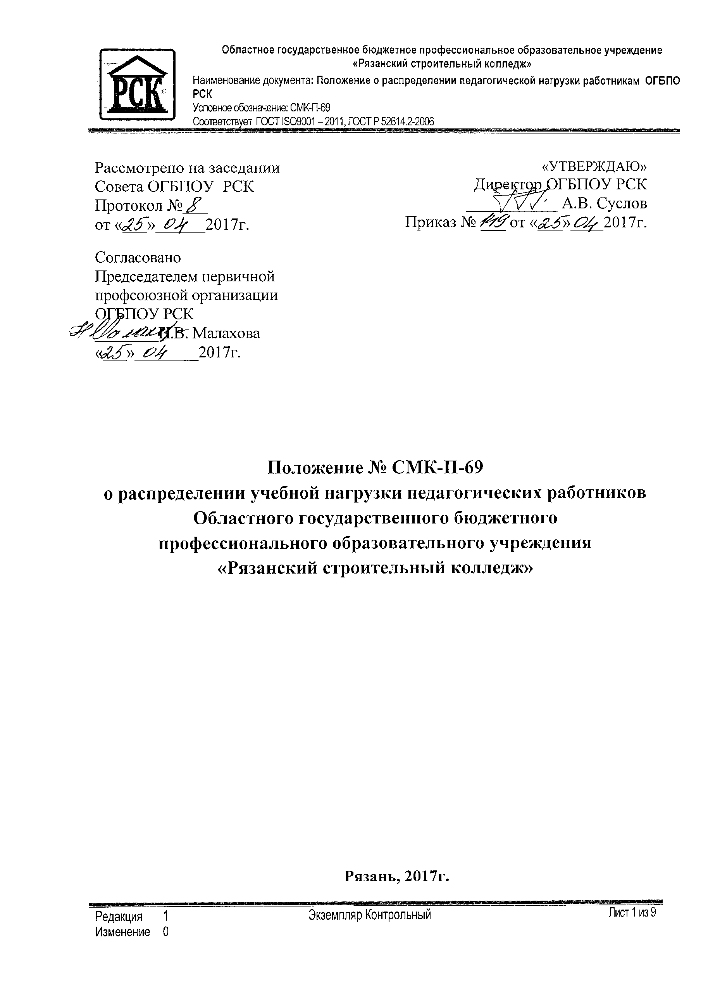 РСК
Областное государственное бюджетное профессиональное образовательное учреждение
«Рязанский строительный колледж»
Наименование документа: Положение о распределении педагогической нагрузки работникам ОГБПО
РСК
Условное обозначение: СМК-П-69
Соответствует ГОСТ ISO9001 – 2011, ГОСТ Р 52614.2-2006
Рассмотрено на заседании
Совета ОГБПОУ РСК
Протокол № 8
от «25» 04 2017г.
«УТВЕРЖДАЮ»
Директор ОГБПОУ РСК
А.В. Суслов
Приказ № 119 от «25» 04 2017г.
Согласовано
Председателем первичной
профсоюзной организации
ОГБПОУ РСК
Н.В. Малахова
«25» 04 2017г.
Положение № СМК-П-69
о распределении учебной нагрузки педагогических работников
Областного государственного бюджетного
профессионального образовательного учреждения
«Рязанский строительный колледж»
Рязань, 2017г.
Редакция 1
Изменение 0
Экземпляр Контрольный
Лист 1 из 9